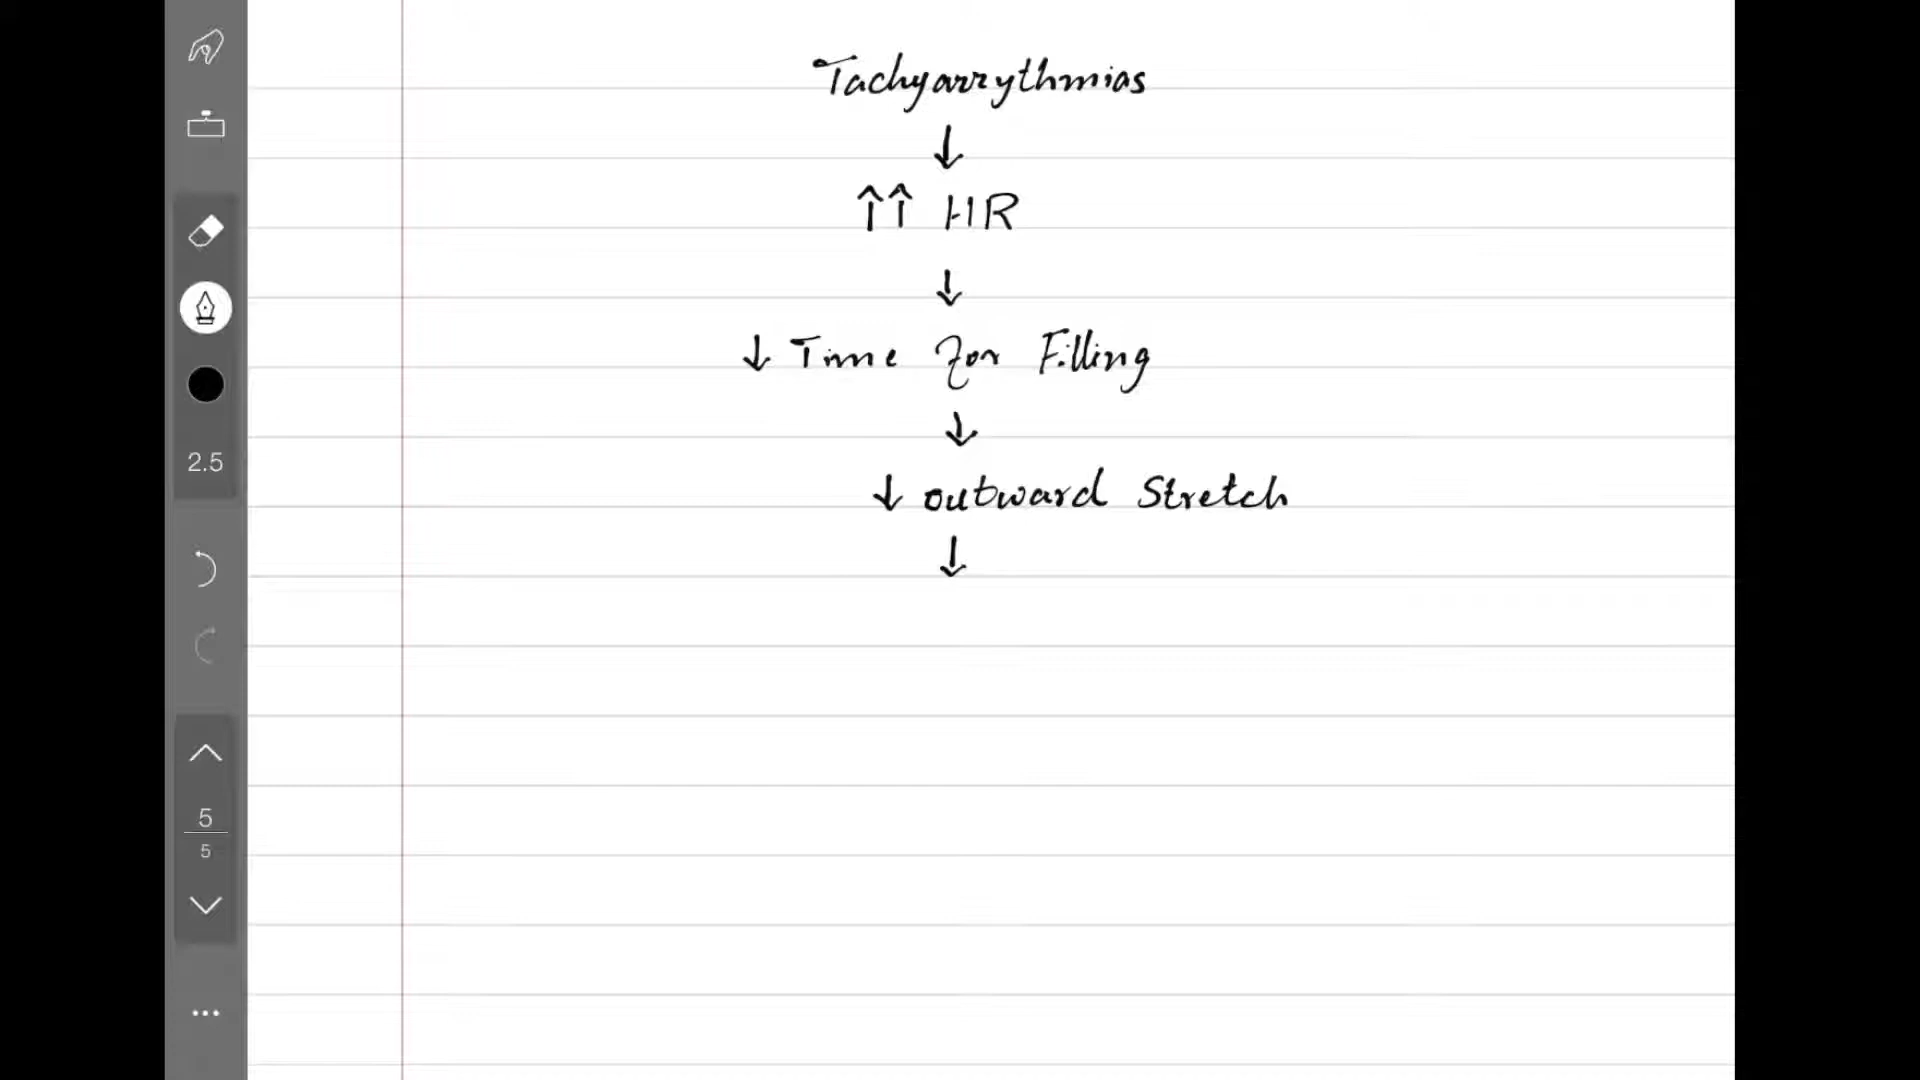 Tachyarrythmias
↓
↑↑ HR
↓
↓ Time for Filling
↓
↓ outward Stretch
↓
2.5
5
5